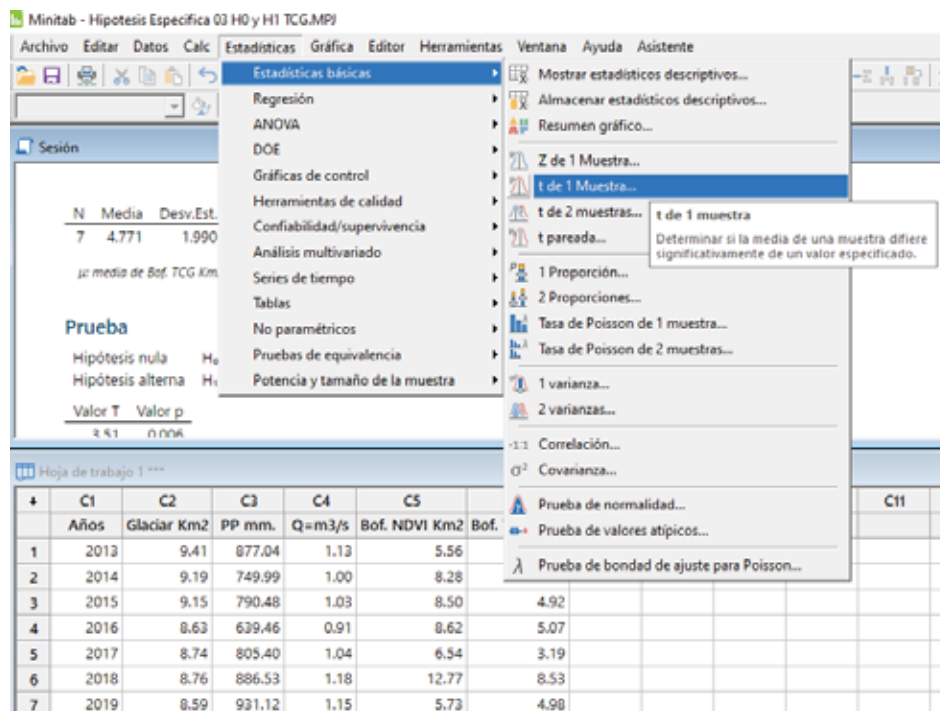 Minitab - Hipotesis Especifica 03 H0 y H1 TCG.MPJ
Archivo Editar Datos Calc Estadísticas Gráfica Editor Herramientas Ventana Ayuda Asistente
Estadísticas básicas
Regresión
ANOVA
DOE
Gráficas de control
Herramientas de calidad
Confiabilidad/supervivencia
Análisis multivariado
Series de tiempo
Tablas
No paramétricos
Pruebas de equivalencia
Potencia y tamaño de la muestra
Mostrar estadísticos descriptivos...
Almacenar estadísticos descriptivos...
Resumen gráfico...
Z de 1 Muestra...
t de 1 Muestra...
t de 2 muestras...
t pareada...
1 Proporción...
2 Proporciones...
Tasa de Poisson de 1 muestra...
Tasa de Poisson de 2 muestras...
1 varianza...
2 varianzas...
Correlación...
σ² Covarianza...
Prueba de normalidad...
Prueba de valores atípicos...
λ Prueba de bondad de ajuste para Poisson...
t de 1 muestra
Determinar si la media de una muestra difiere
significativamente de un valor especificado.
Sesión
N Media Desv.Est.
7 4.771 1.990
µ: media de Bof. TCG Km
Prueba
Hipótesis nula H₀
Hipótesis alterna H₁
Valor T Valor p
3.51 0.006
Hoja de trabajo 1 ***
C1 C2 C3 C4 C5 C11
Años Glaciar Km2 PP mm. Q=m3/s Bof. NDVI Km2 Bof.
1 2013 9.41 877.04 1.13 5.56
2 2014 9.19 749.99 1.00 8.28
3 2015 9.15 790.48 1.03 8.50 4.92
4 2016 8.63 639.46 0.91 8.62 5.07
5 2017 8.74 805.40 1.04 6.54 3.19
6 2018 8.76 886.53 1.18 12.77 8.53
7 2019 8.59 931.12 1.15 5.73 4.98